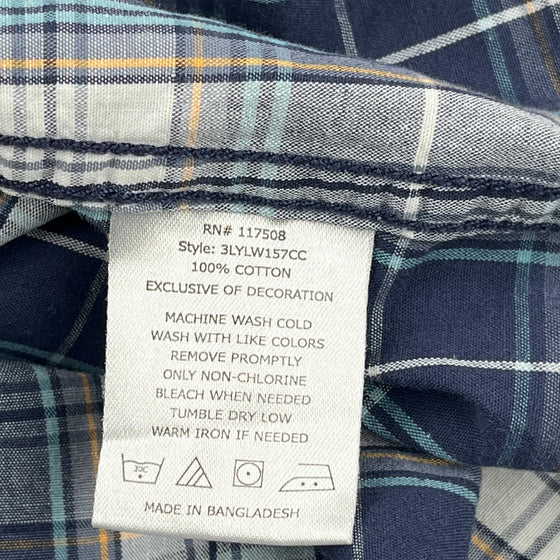 RN# 117508
Style: 3LYLW157CC
100% COTTON
EXCLUSIVE OF DECORATION
MACHINE WASH COLD
WASH WITH LIKE COLORS
REMOVE PROMPTLY
ONLY NON-CHLORINE
BLEACH WHEN NEEDED
TUMBLE DRY LOW
WARM IRON IF NEEDED
30C
MADE IN BANGLADESH